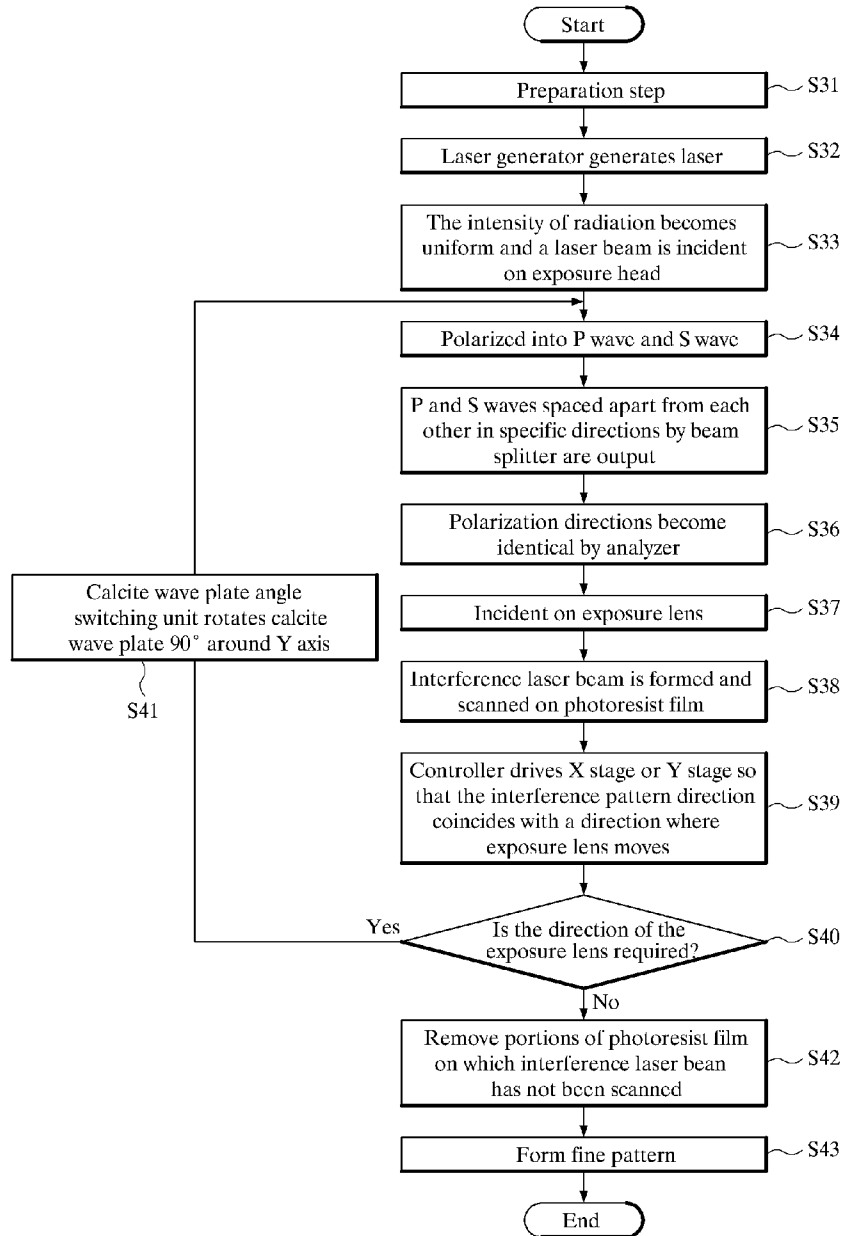 Start
Preparation step
S31
Laser generator generates laser
S32
The intensity of radiation becomes
uniform and a laser beam is incident
on exposure head
S33
Polarized into P wave and S wave
S34
P and S waves spaced apart from each
other in specific directions by beam
splitter are output
S35
Polarization directions become
identical by analyzer
S36
Calcite wave plate angle
switching unit rotates calcite
wave plate 90° around Y axis
S41
Incident on exposure lens
S37
Interference laser beam is formed and
scanned on photoresist film
S38
Controller drives X stage or Y stage so
that the interference pattern direction
coincides with a direction where
exposure lens moves
S39
Yes
Is the direction of the
exposure lens required?
S40
No
Remove portions of photoresist film
on which interference laser bean
has not been scanned
S42
Form fine pattern
S43
End